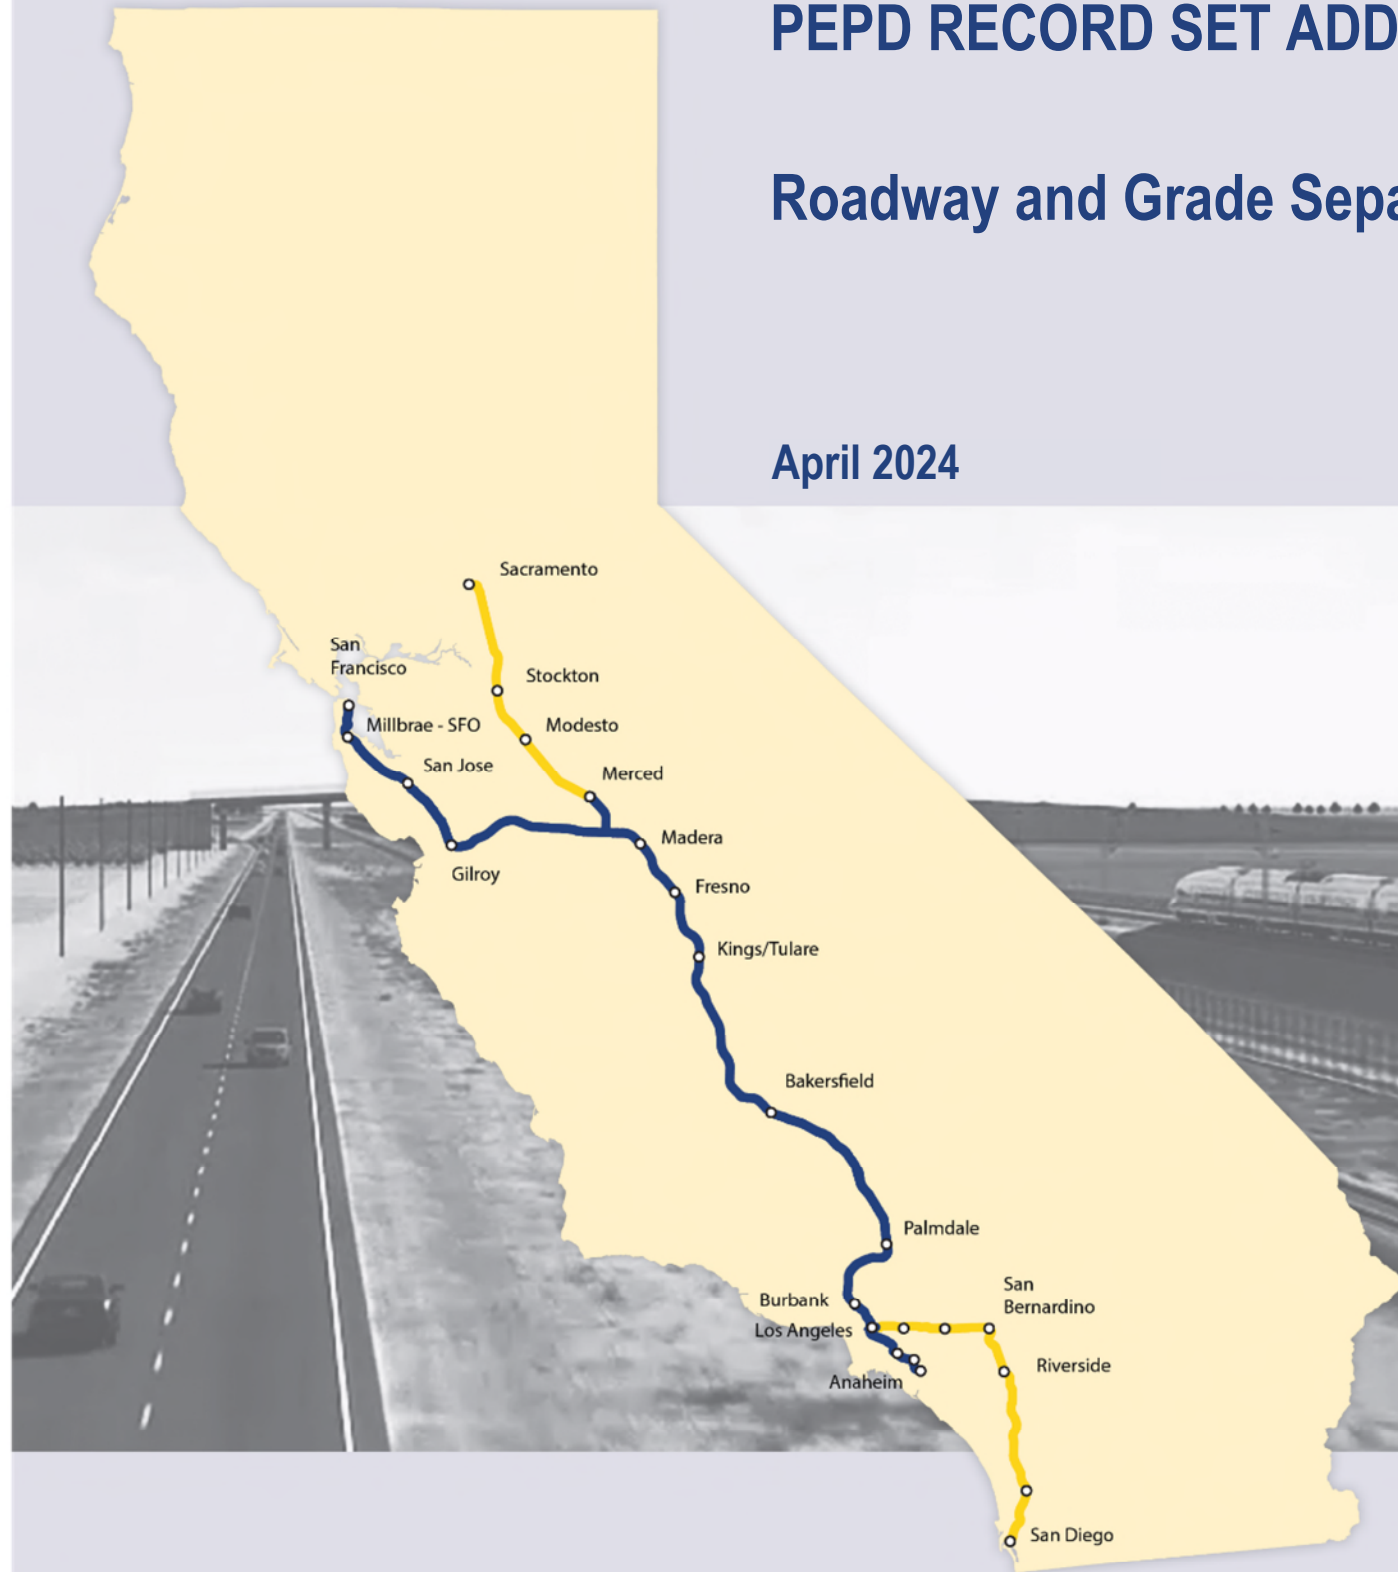 PEPD RECORD SET ADD
Roadway and Grade Sepa
April 2024
Sacramento
San
Francisco
Stockton
Millbrae - SFO
Modesto
San Jose
Merced
Madera
Gilroy
Fresno
Kings/Tulare
Bakersfield
Palmdale
San
Bernardino
Burbank
Los Angeles
Riverside
Anaheim
San Diego